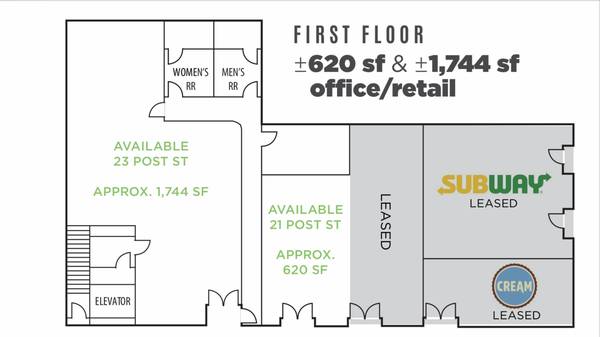 FIRST FLOOR
±620 sf & ±1,744 sf
office/retail
WOMEN'S
RR
MEN'S
RR
AVAILABLE
23 POST ST
APPROX. 1,744 SF
ELEVATOR
AVAILABLE
21 POST ST
APPROX.
620 SF
LEASED
SUBWAY
LEASED
CREAM
LEASED